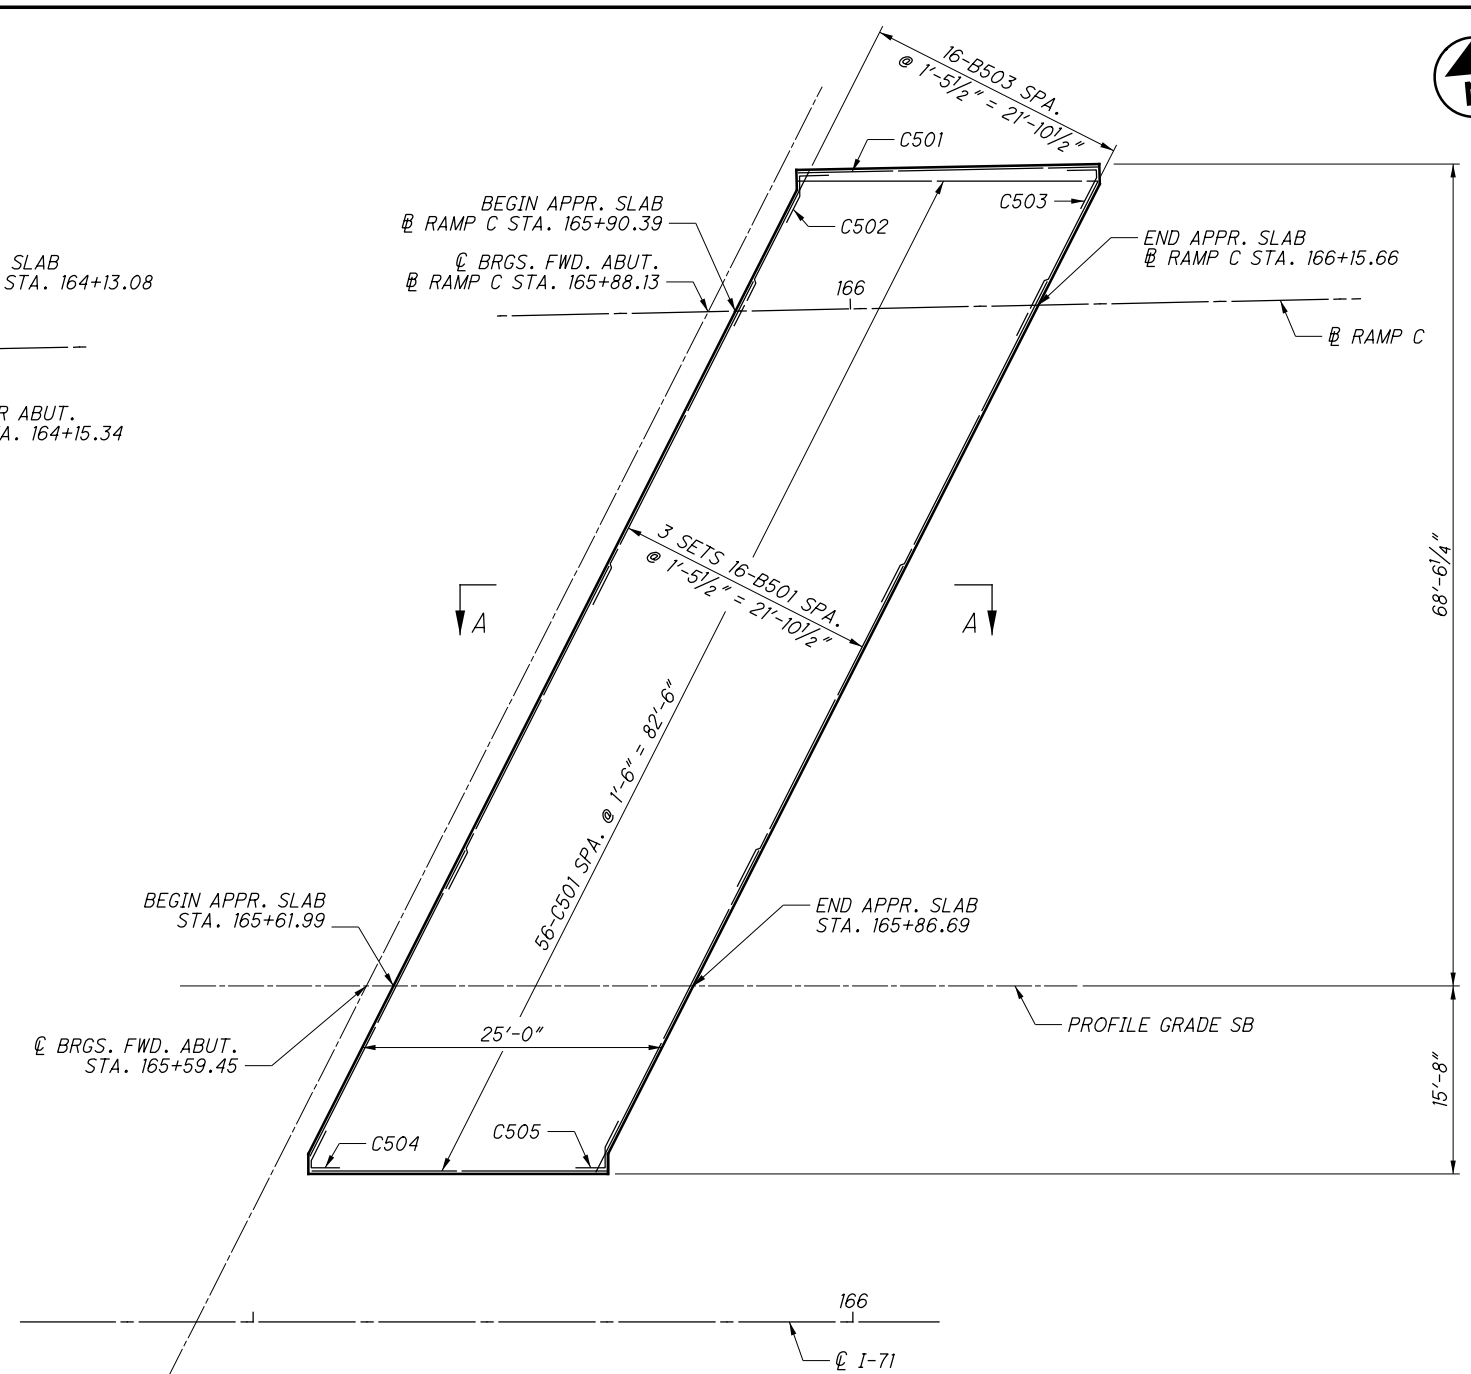 16-B503 SPA.
@ 1'-5½" = 21'-10½"
C501
BEGIN APPR. SLAB
℄ RAMP C STA. 165+90.39
C503
C502
END APPR. SLAB
℄ RAMP C STA. 166+15.66
SLAB
STA. 164+13.08
℄ BRGS. FWD. ABUT.
℄ RAMP C STA. 165+88.13
166
℄ RAMP C
R ABUT.
A. 164+15.34
3 SETS 16-B501 SPA.
@ 1'-5½" = 21'-10½"
68'-6¼"
A
A
56-C501 SPA. @ 1'-6" = 82'-6"
BEGIN APPR. SLAB
STA. 165+61.99
END APPR. SLAB
STA. 165+86.69
PROFILE GRADE SB
25'-0"
℄ BRGS. FWD. ABUT.
STA. 165+59.45
15'-8"
C504
C505
166
℄ I-71